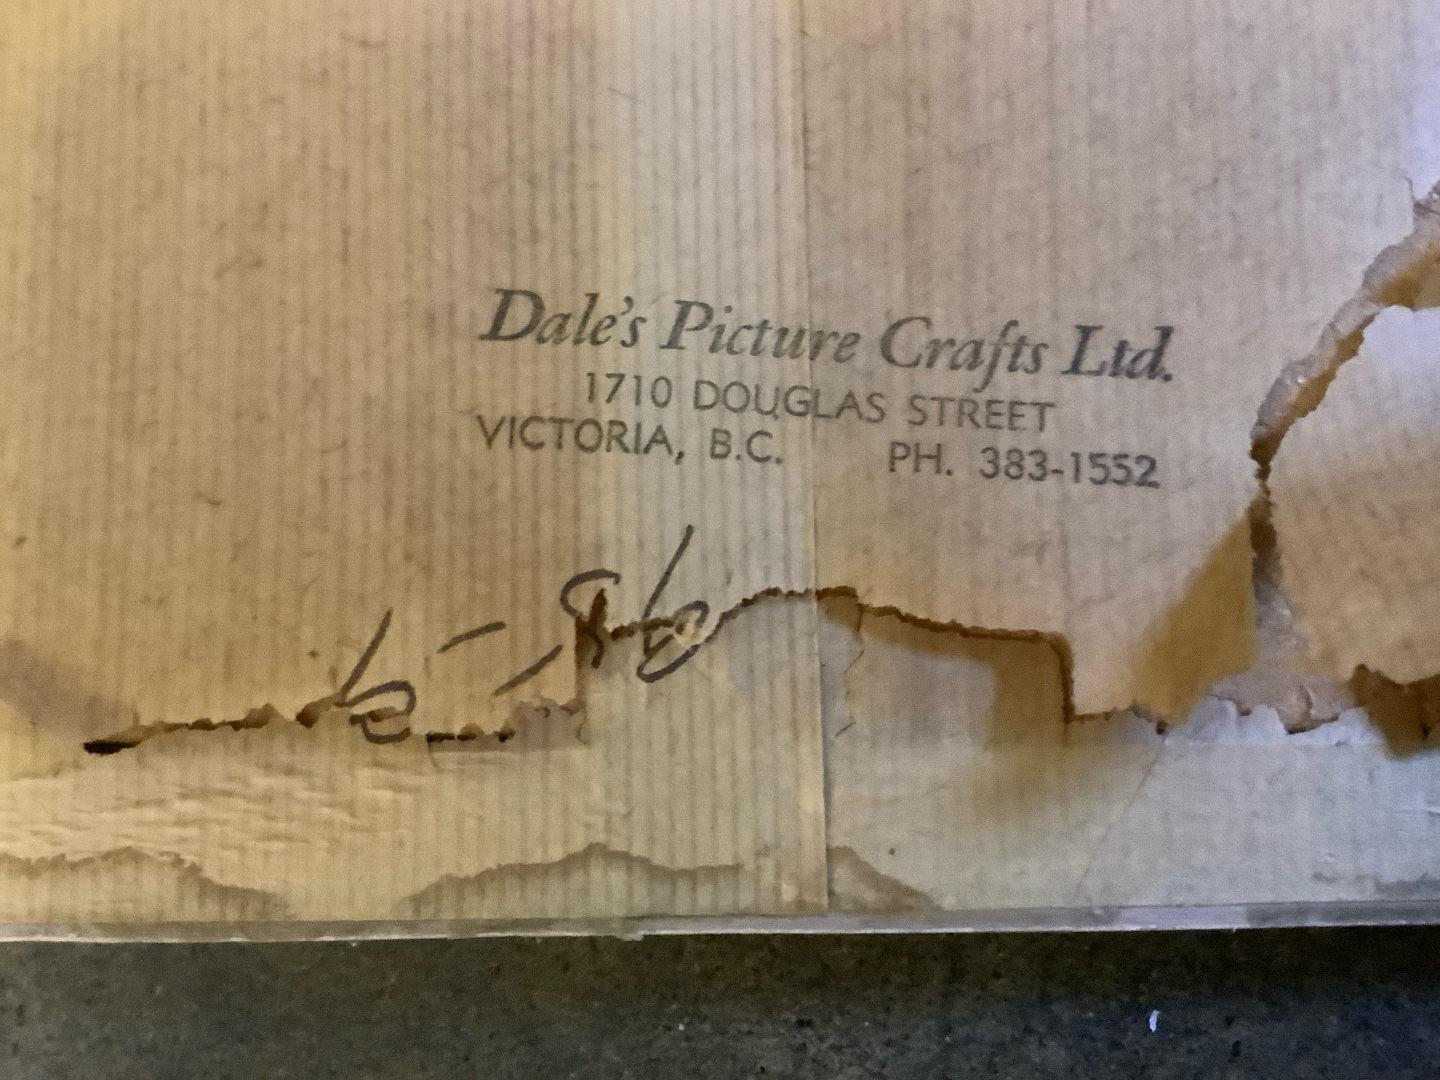 Dale's Picture Crafts Ltd.
1710 DOUGLAS STREET
VICTORIA, B.C. PH. 383-1552